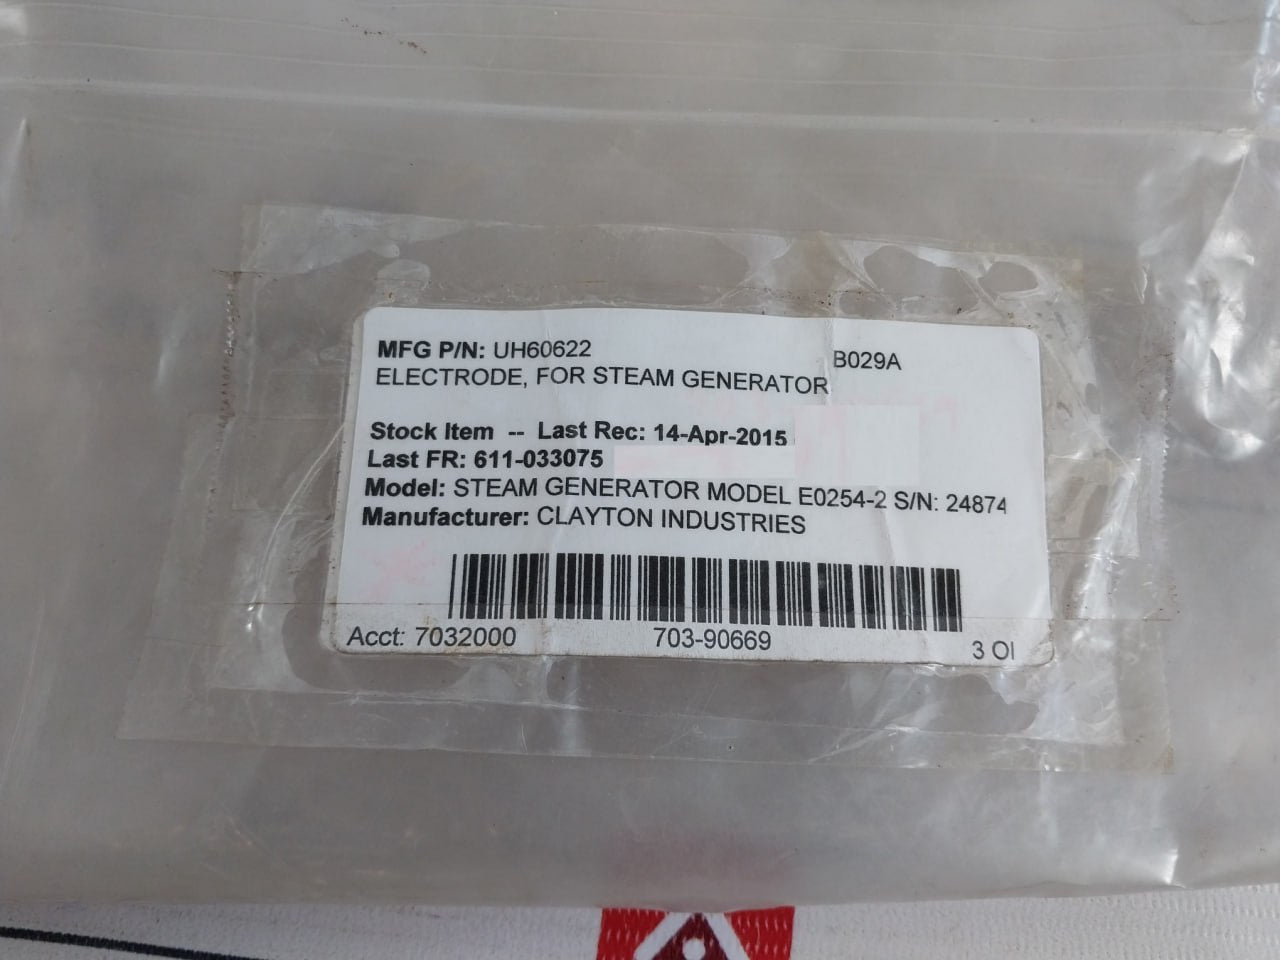 MFG P/N: UH60622 B029A
ELECTRODE, FOR STEAM GENERATOR
Stock Item -- Last Rec: 14-Apr-2015
Last FR: 611-033075
Model: STEAM GENERATOR MODEL E0254-2 S/N: 24874
Manufacturer: CLAYTON INDUSTRIES
Acct: 7032000 703-90669 3 OI